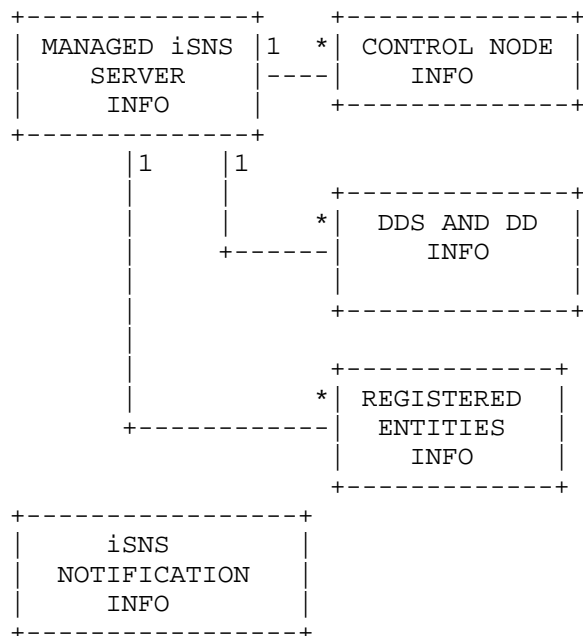 MANAGED iSNS 1 * CONTROL NODE
SERVER INFO
INFO
1 1
* DDS AND DD
INFO
* REGISTERED
ENTITIES
INFO
iSNS
NOTIFICATION
INFO